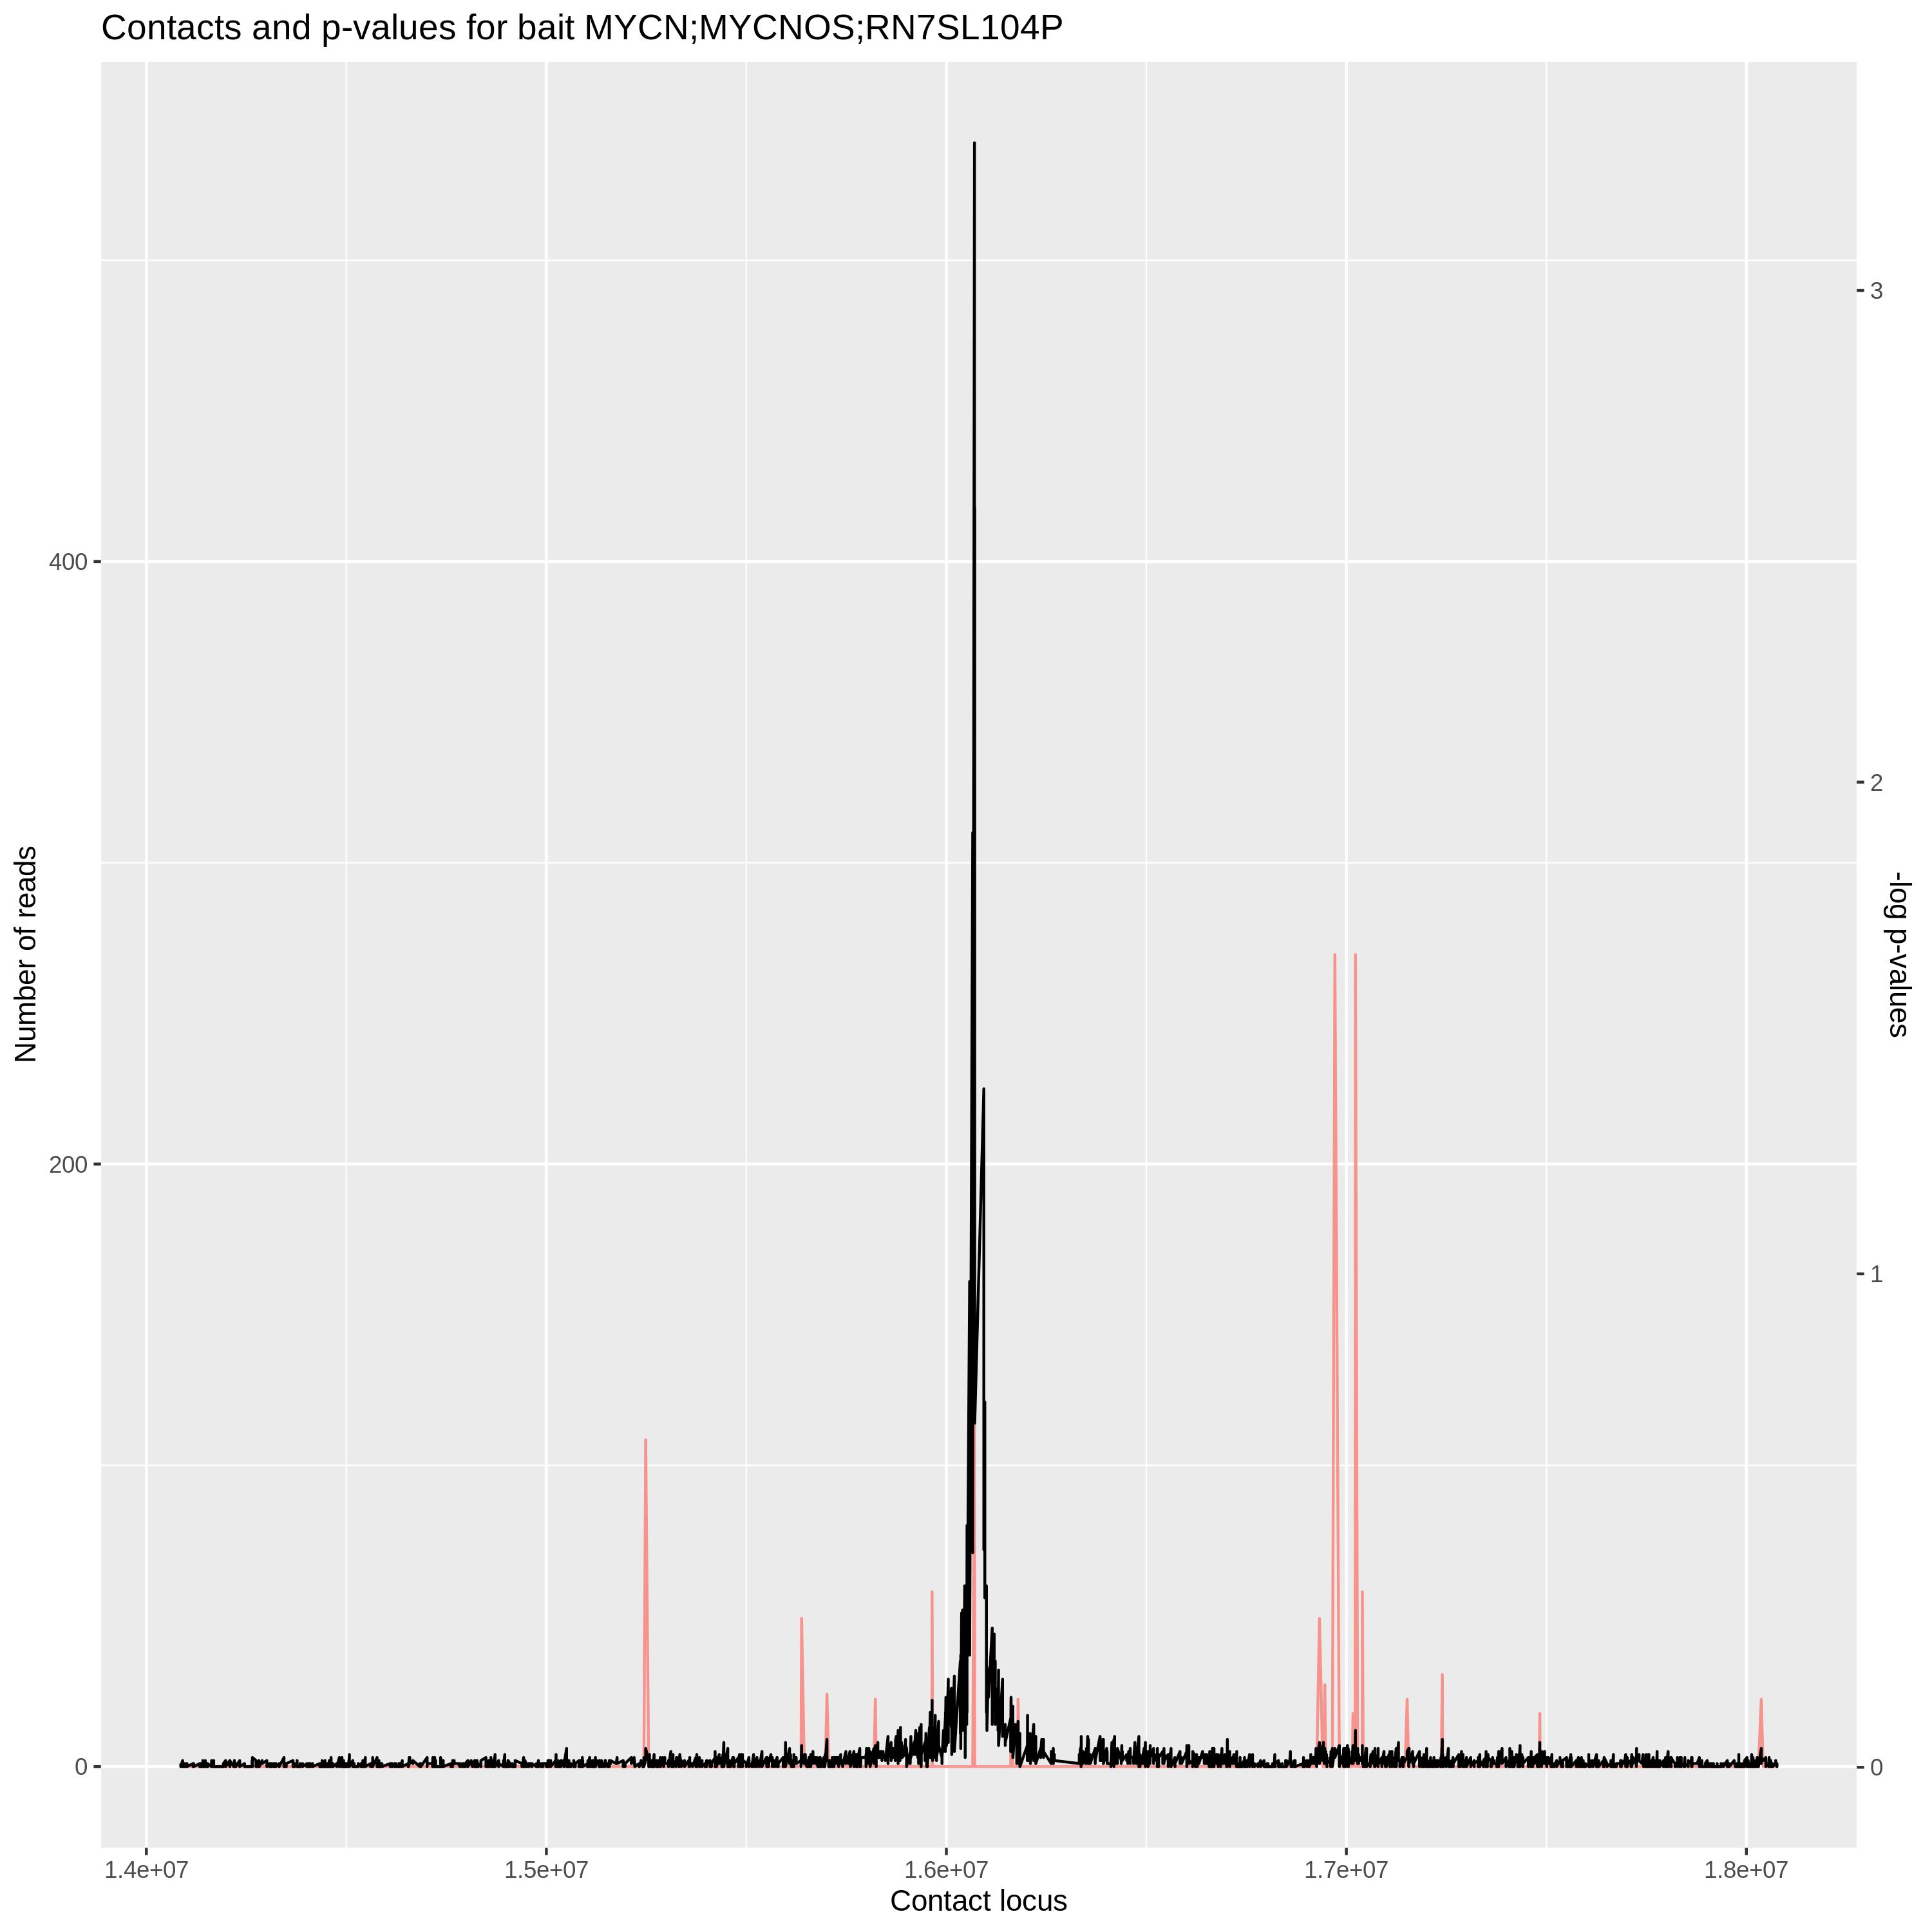 Contacts and p-values for bait MYCN;MYCNOS;RN7SL104P
Number of reads
400
200
0
3
2
1
0
-log p-values
1.4e+07
1.5e+07
1.6e+07
1.7e+07
1.8e+07
Contact locus